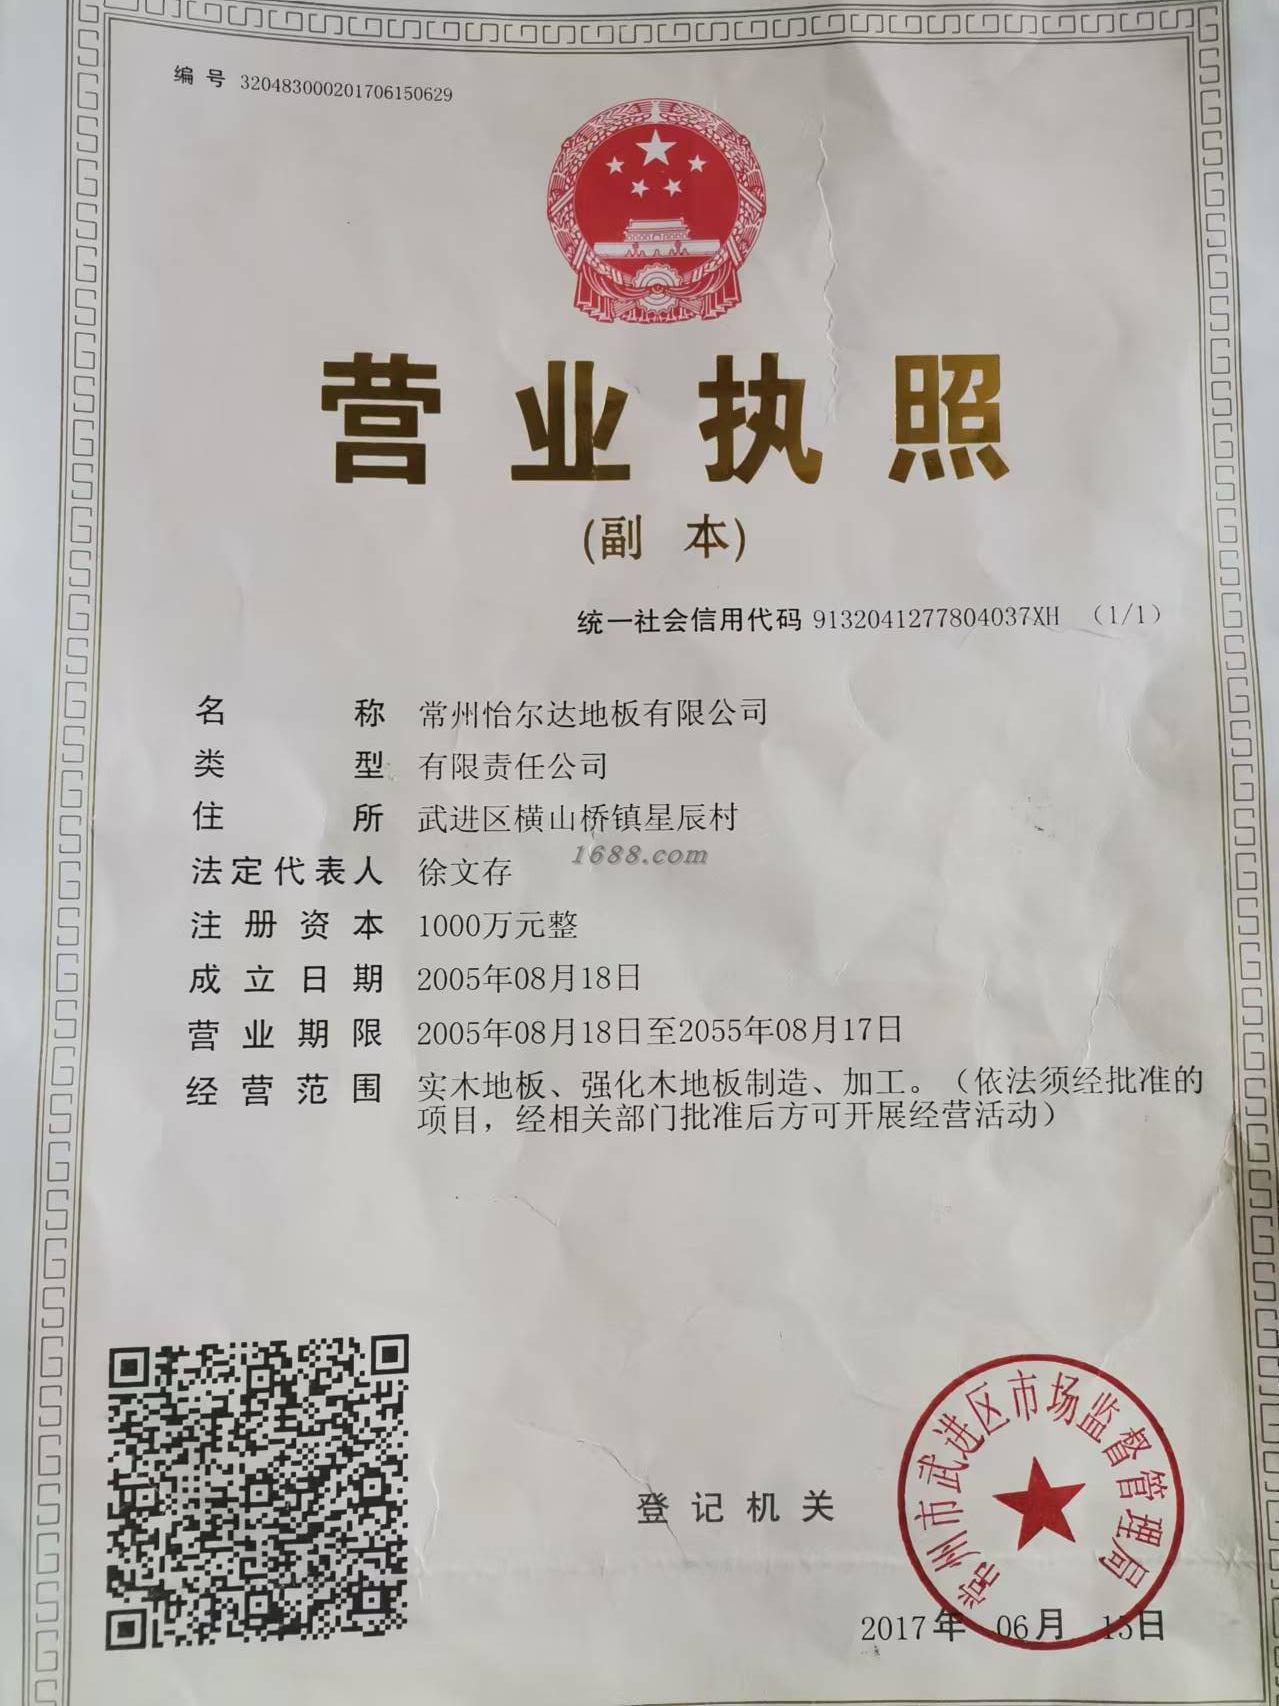 编 号 320483000201706150629
营业执照
(副 本)
统一社会信用代码 9132041277804037XH （1/1）
名 称 常州怡尔达地板有限公司
类 型 有限责任公司
住 所 武进区横山桥镇星辰村
1688.com
法定代表人 徐文存
注 册 资 本 1000万元整
成 立 日 期 2005年08月18日
营 业 期 限 2005年08月18日至2055年08月17日
经 营 范 围 实木地板、强化木地板制造、加工。（依法须经批准的
项目，经相关部门批准后方可开展经营活动）
常州市武进区市场监督管理局
登 记 机 关
2017 年 06 月 15 日